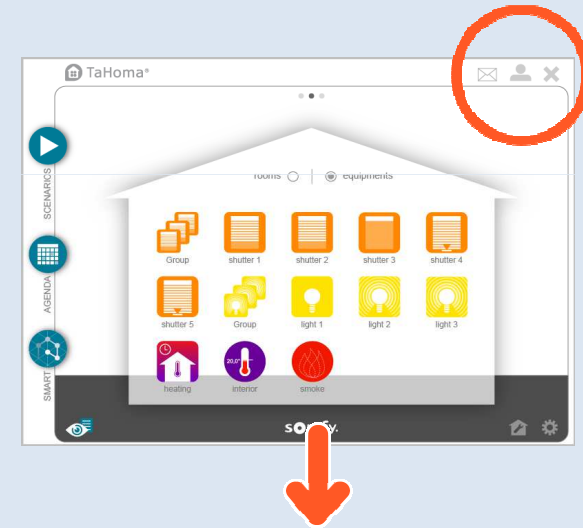 TaHoma®
rooms equipments
SCENARIOS
Group shutter 1 shutter 2 shutter 3 shutter 4
AGENDA
shutter 5 Group light 1 light 2 light 3
20,0°
SMART
heating interior smoke